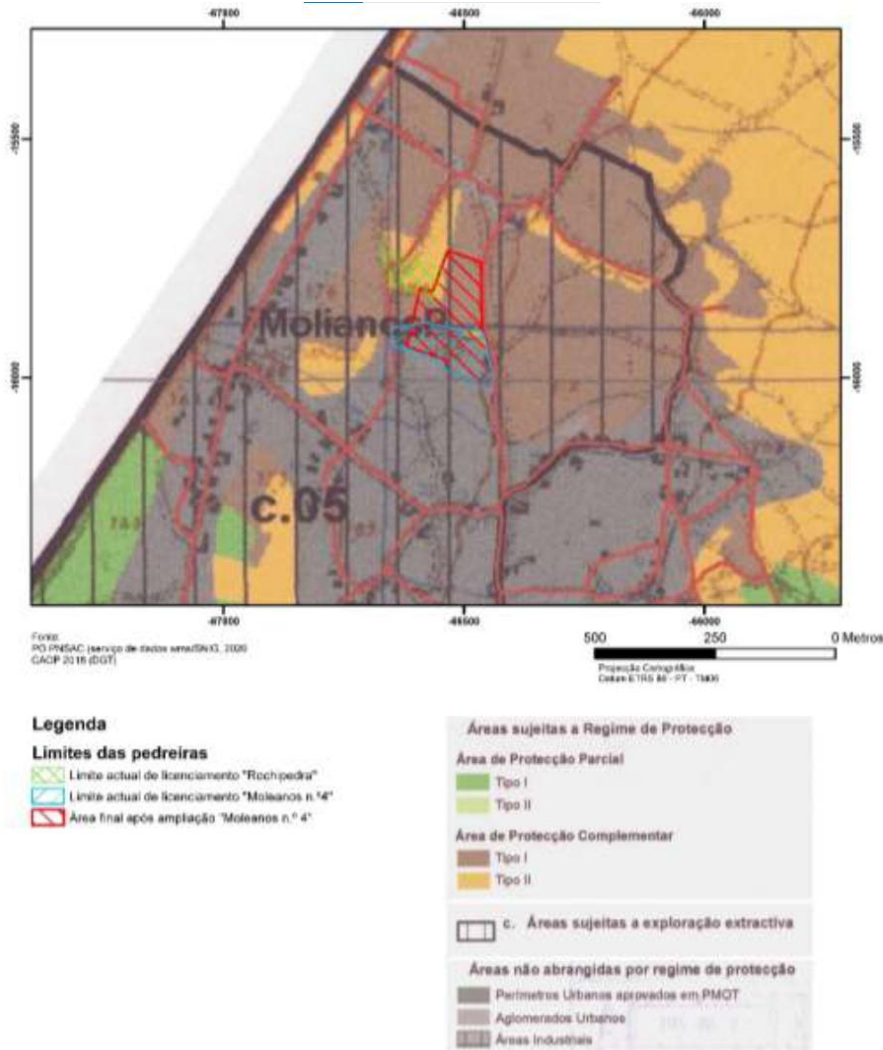 -67000
-66500
-66000
-15500
-15500
Molianos
-16000
-16000
c.05
-67000
-66500
-66000
Fonte:
PO PNSAC (serviço de dados wms/SNIG, 2020
CAOP 2018 (DGT)
500
250
0 Metros
Projecção Cartográfica
Datum ETRS 89 - PT - TM06
Legenda
Limites das pedreiras
Limite actual de licenciamento "Rochipedra"
Limite actual de licenciamento "Moleanos n.º4"
Área final após ampliação "Moleanos n.º 4"
Áreas sujeitas a Regime de Protecção
Área de Protecção Parcial
Tipo I
Tipo II
Área de Protecção Complementar
Tipo I
Tipo II
c. Áreas sujeitas a exploração extractiva
Áreas não abrangidas por regime de protecção
Perímetros Urbanos aprovados em PMOT
Aglomerados Urbanos
Áreas Industriais